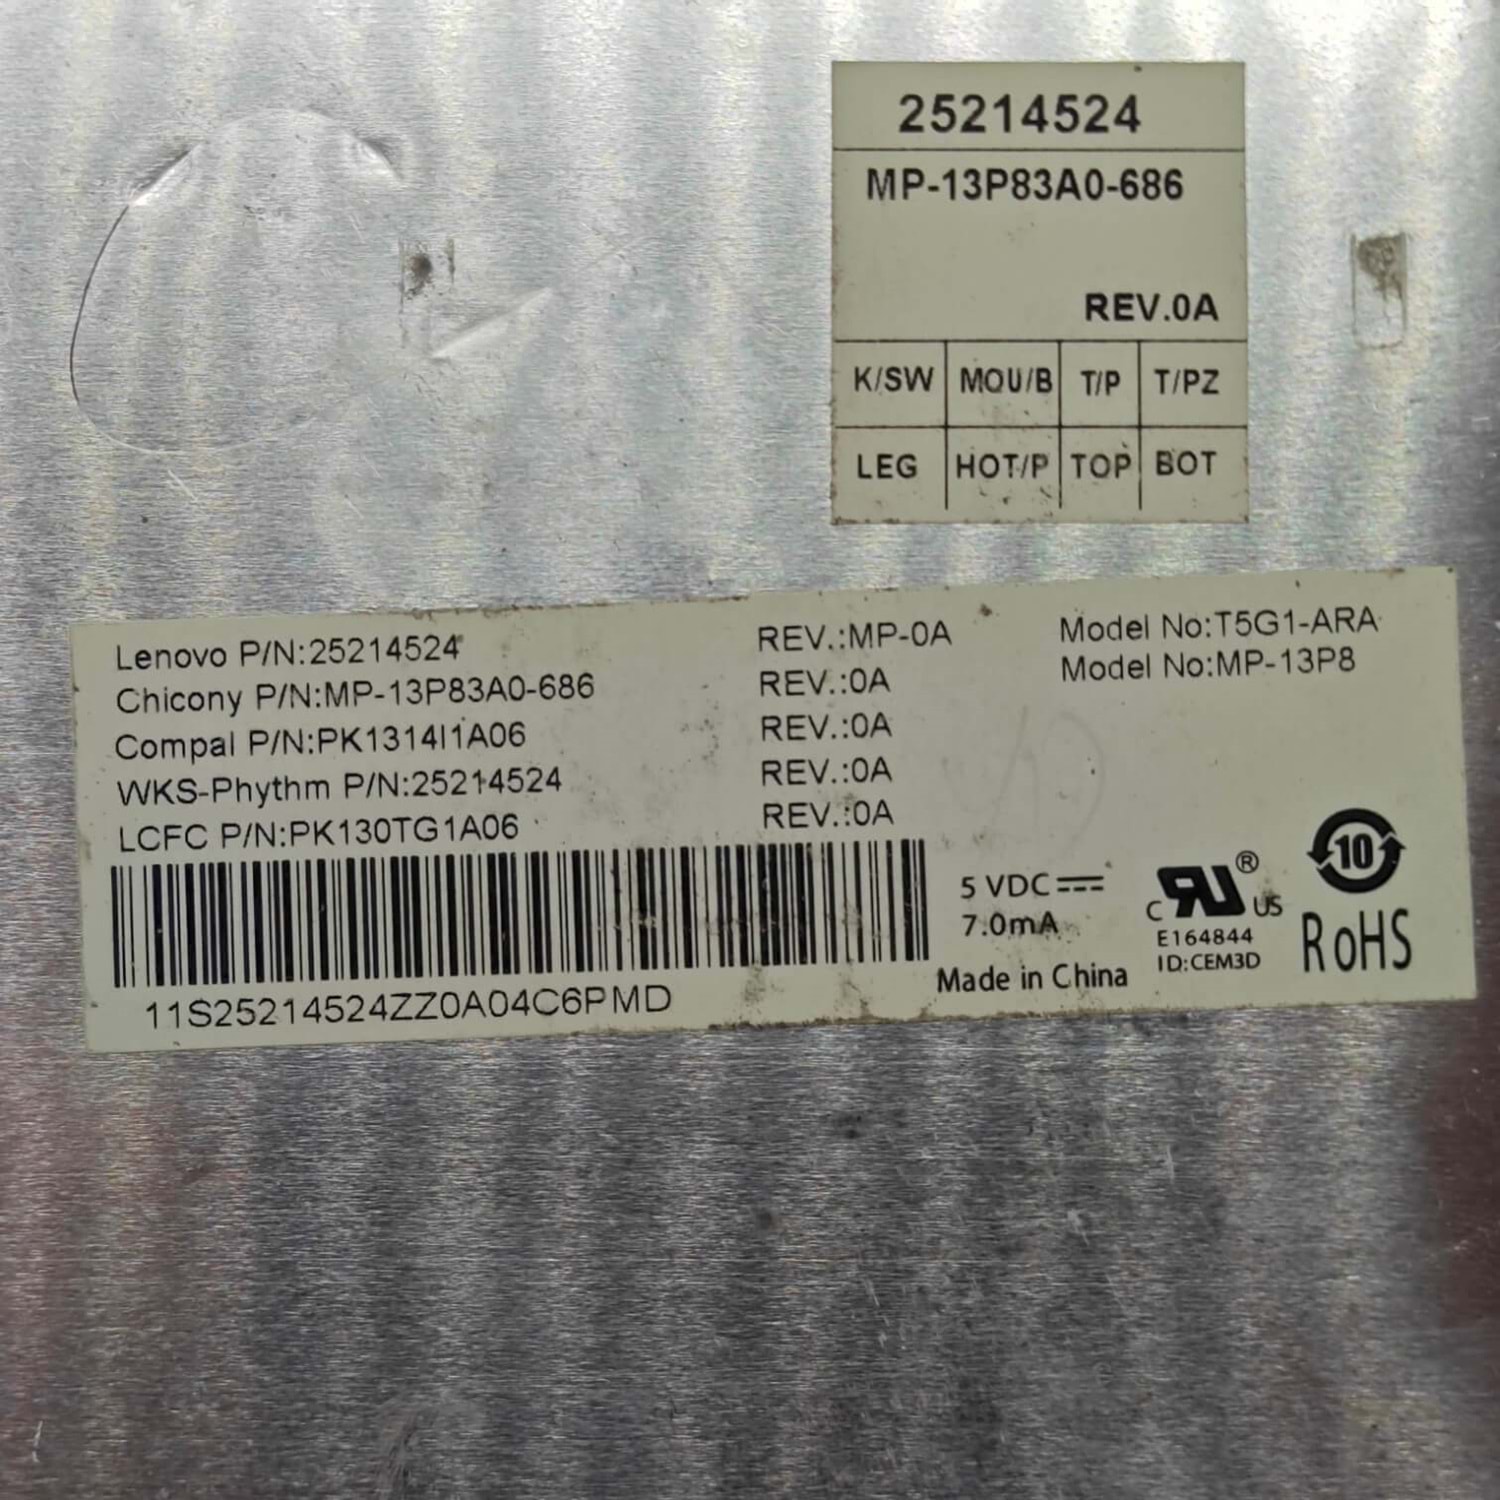 25214524
MP-13P83A0-686
REV.0A
K/SW MOU/B T/P T/PZ
LEG HOT/P TOP BOT
Lenovo P/N:25214524 REV.:MP-0A Model No:T5G1-ARA
Chicony P/N:MP-13P83A0-686 REV.:0A Model No:MP-13P8
Compal P/N:PK1314I1A06 REV.:0A
WKS-Phythm P/N:25214524 REV.:0A
LCFC P/N:PK130TG1A06 REV.:0A
5 VDC
7.0mA
Made in China
11S25214524ZZ0A04C6PMD
C RU ® US
E164844
ID:CEM3D
10
RoHS